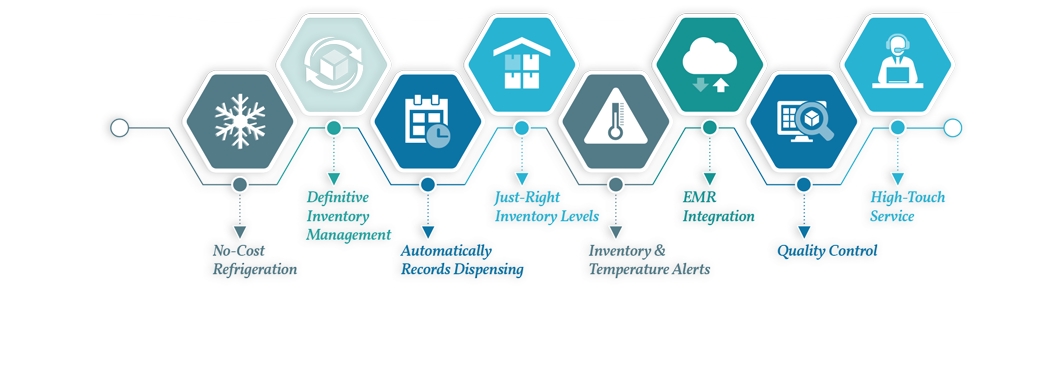 No-Cost
Refrigeration
Definitive
Inventory
Management
Automatically
Records Dispensing
Just-Right
Inventory Levels
Inventory &
Temperature Alerts
EMR
Integration
Quality Control
High-Touch
Service